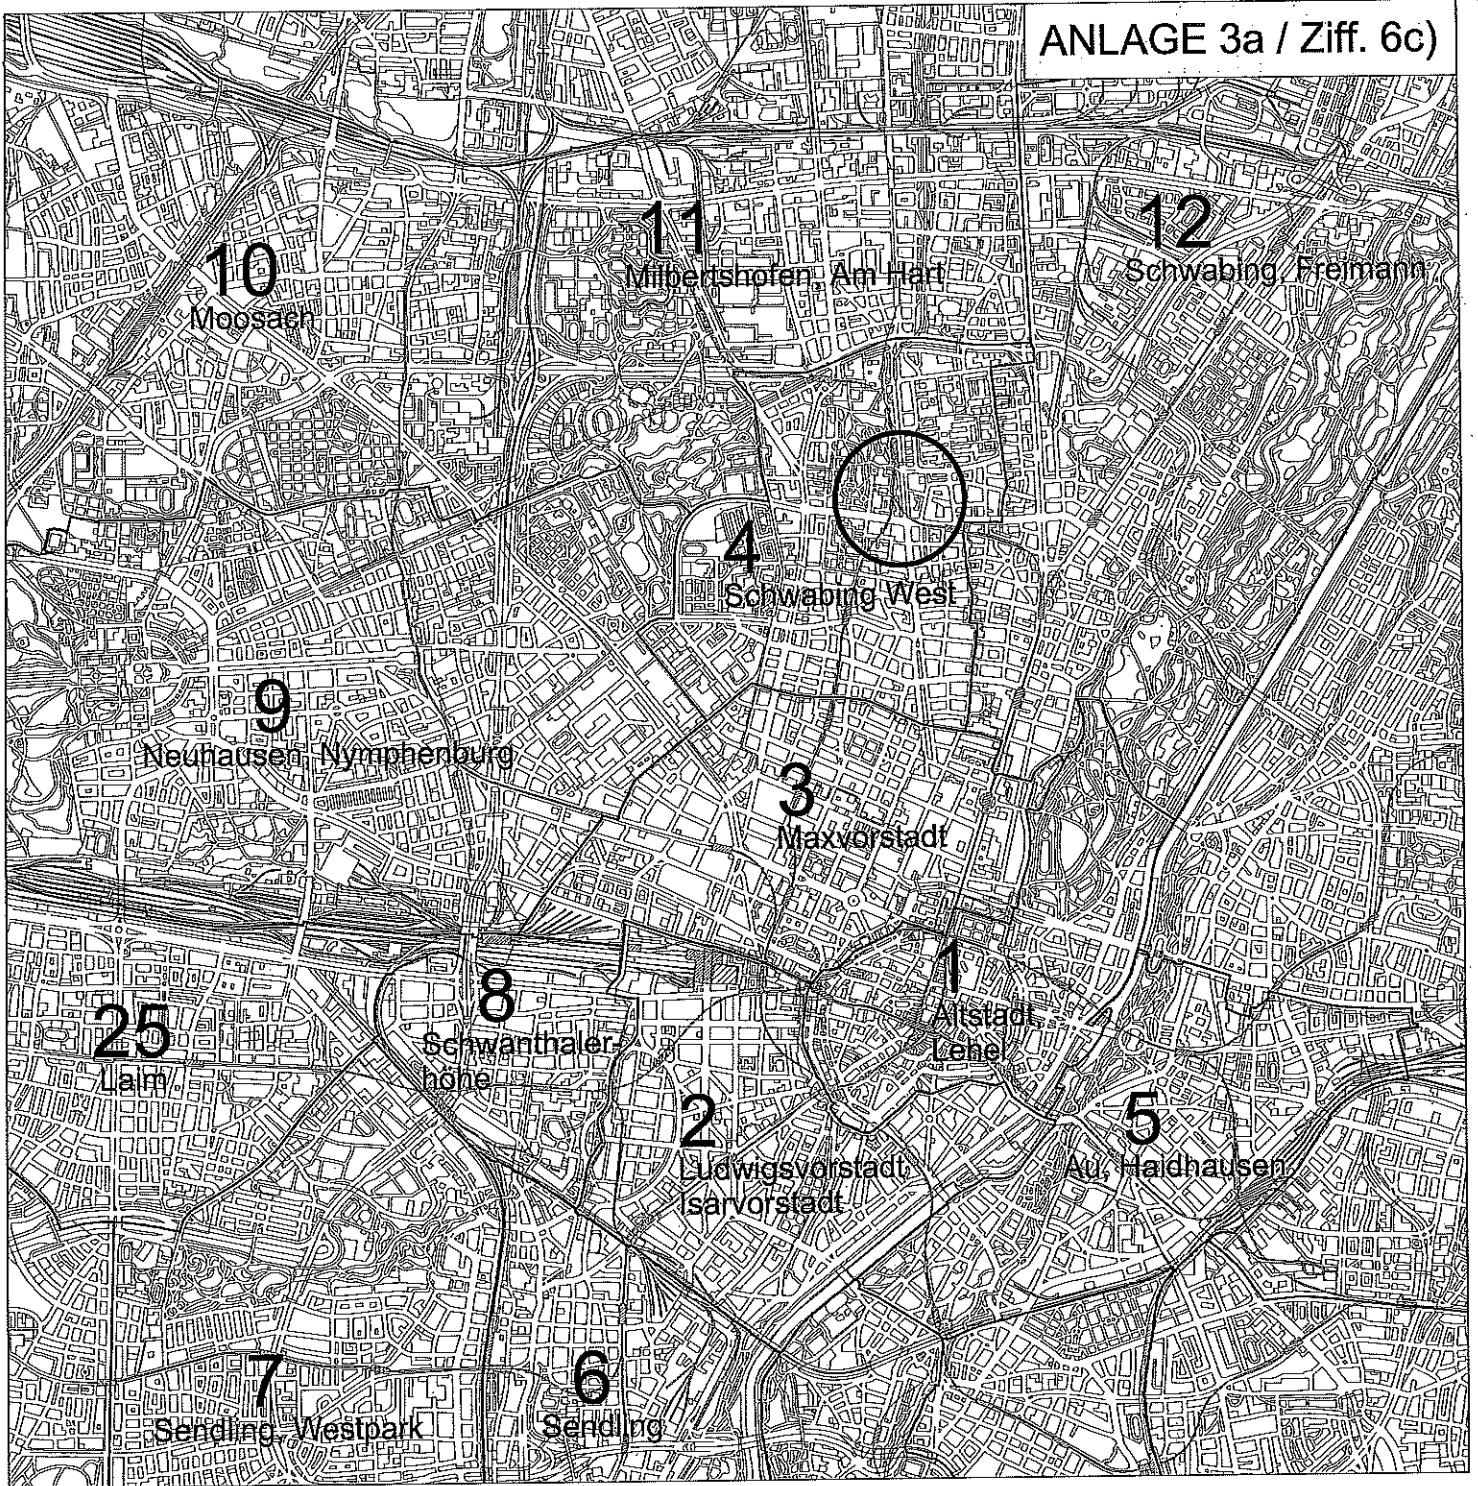 ANLAGE 3a / Ziff. 6c)
11
Milbertshofen, Am Hart
12
Schwabing, Freimann
10
Moosach
4
Schwabing West
9
Neuhausen, Nymphenburg
3
Maxvorstadt
1
Altstadt,
Lehel
8
Schwanthaler-
höhe
25
Laim
2
Ludwigsvorstadt,
Isarvorstadt
5
Au, Haidhausen
7
Sendling, Westpark
6
Sendling